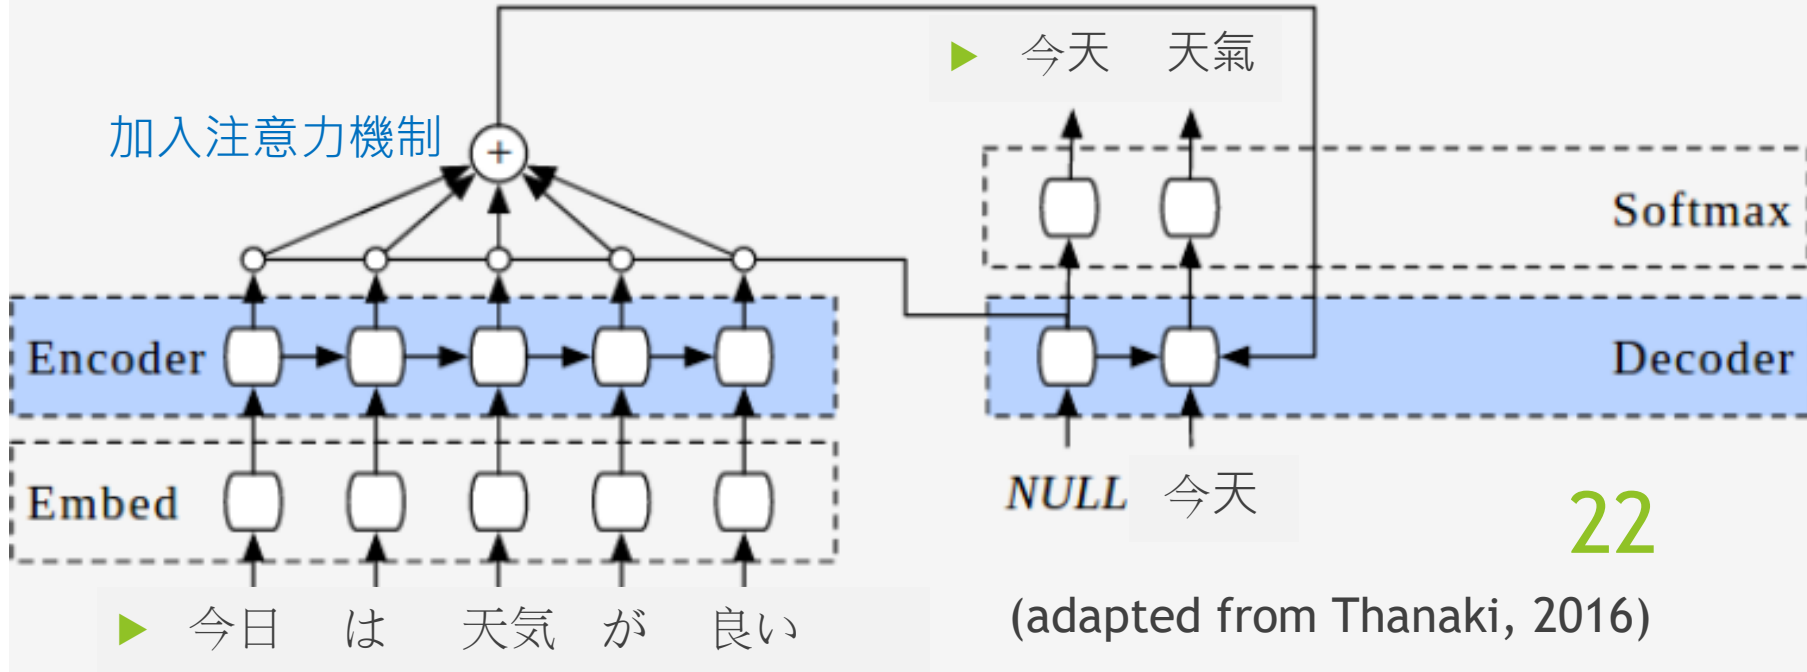 今天 天氣
加入注意力機制
+
Softmax
Encoder
Decoder
Embed
NULL 今天
22
今日 は 天気 が 良い
(adapted from Thanaki, 2016)